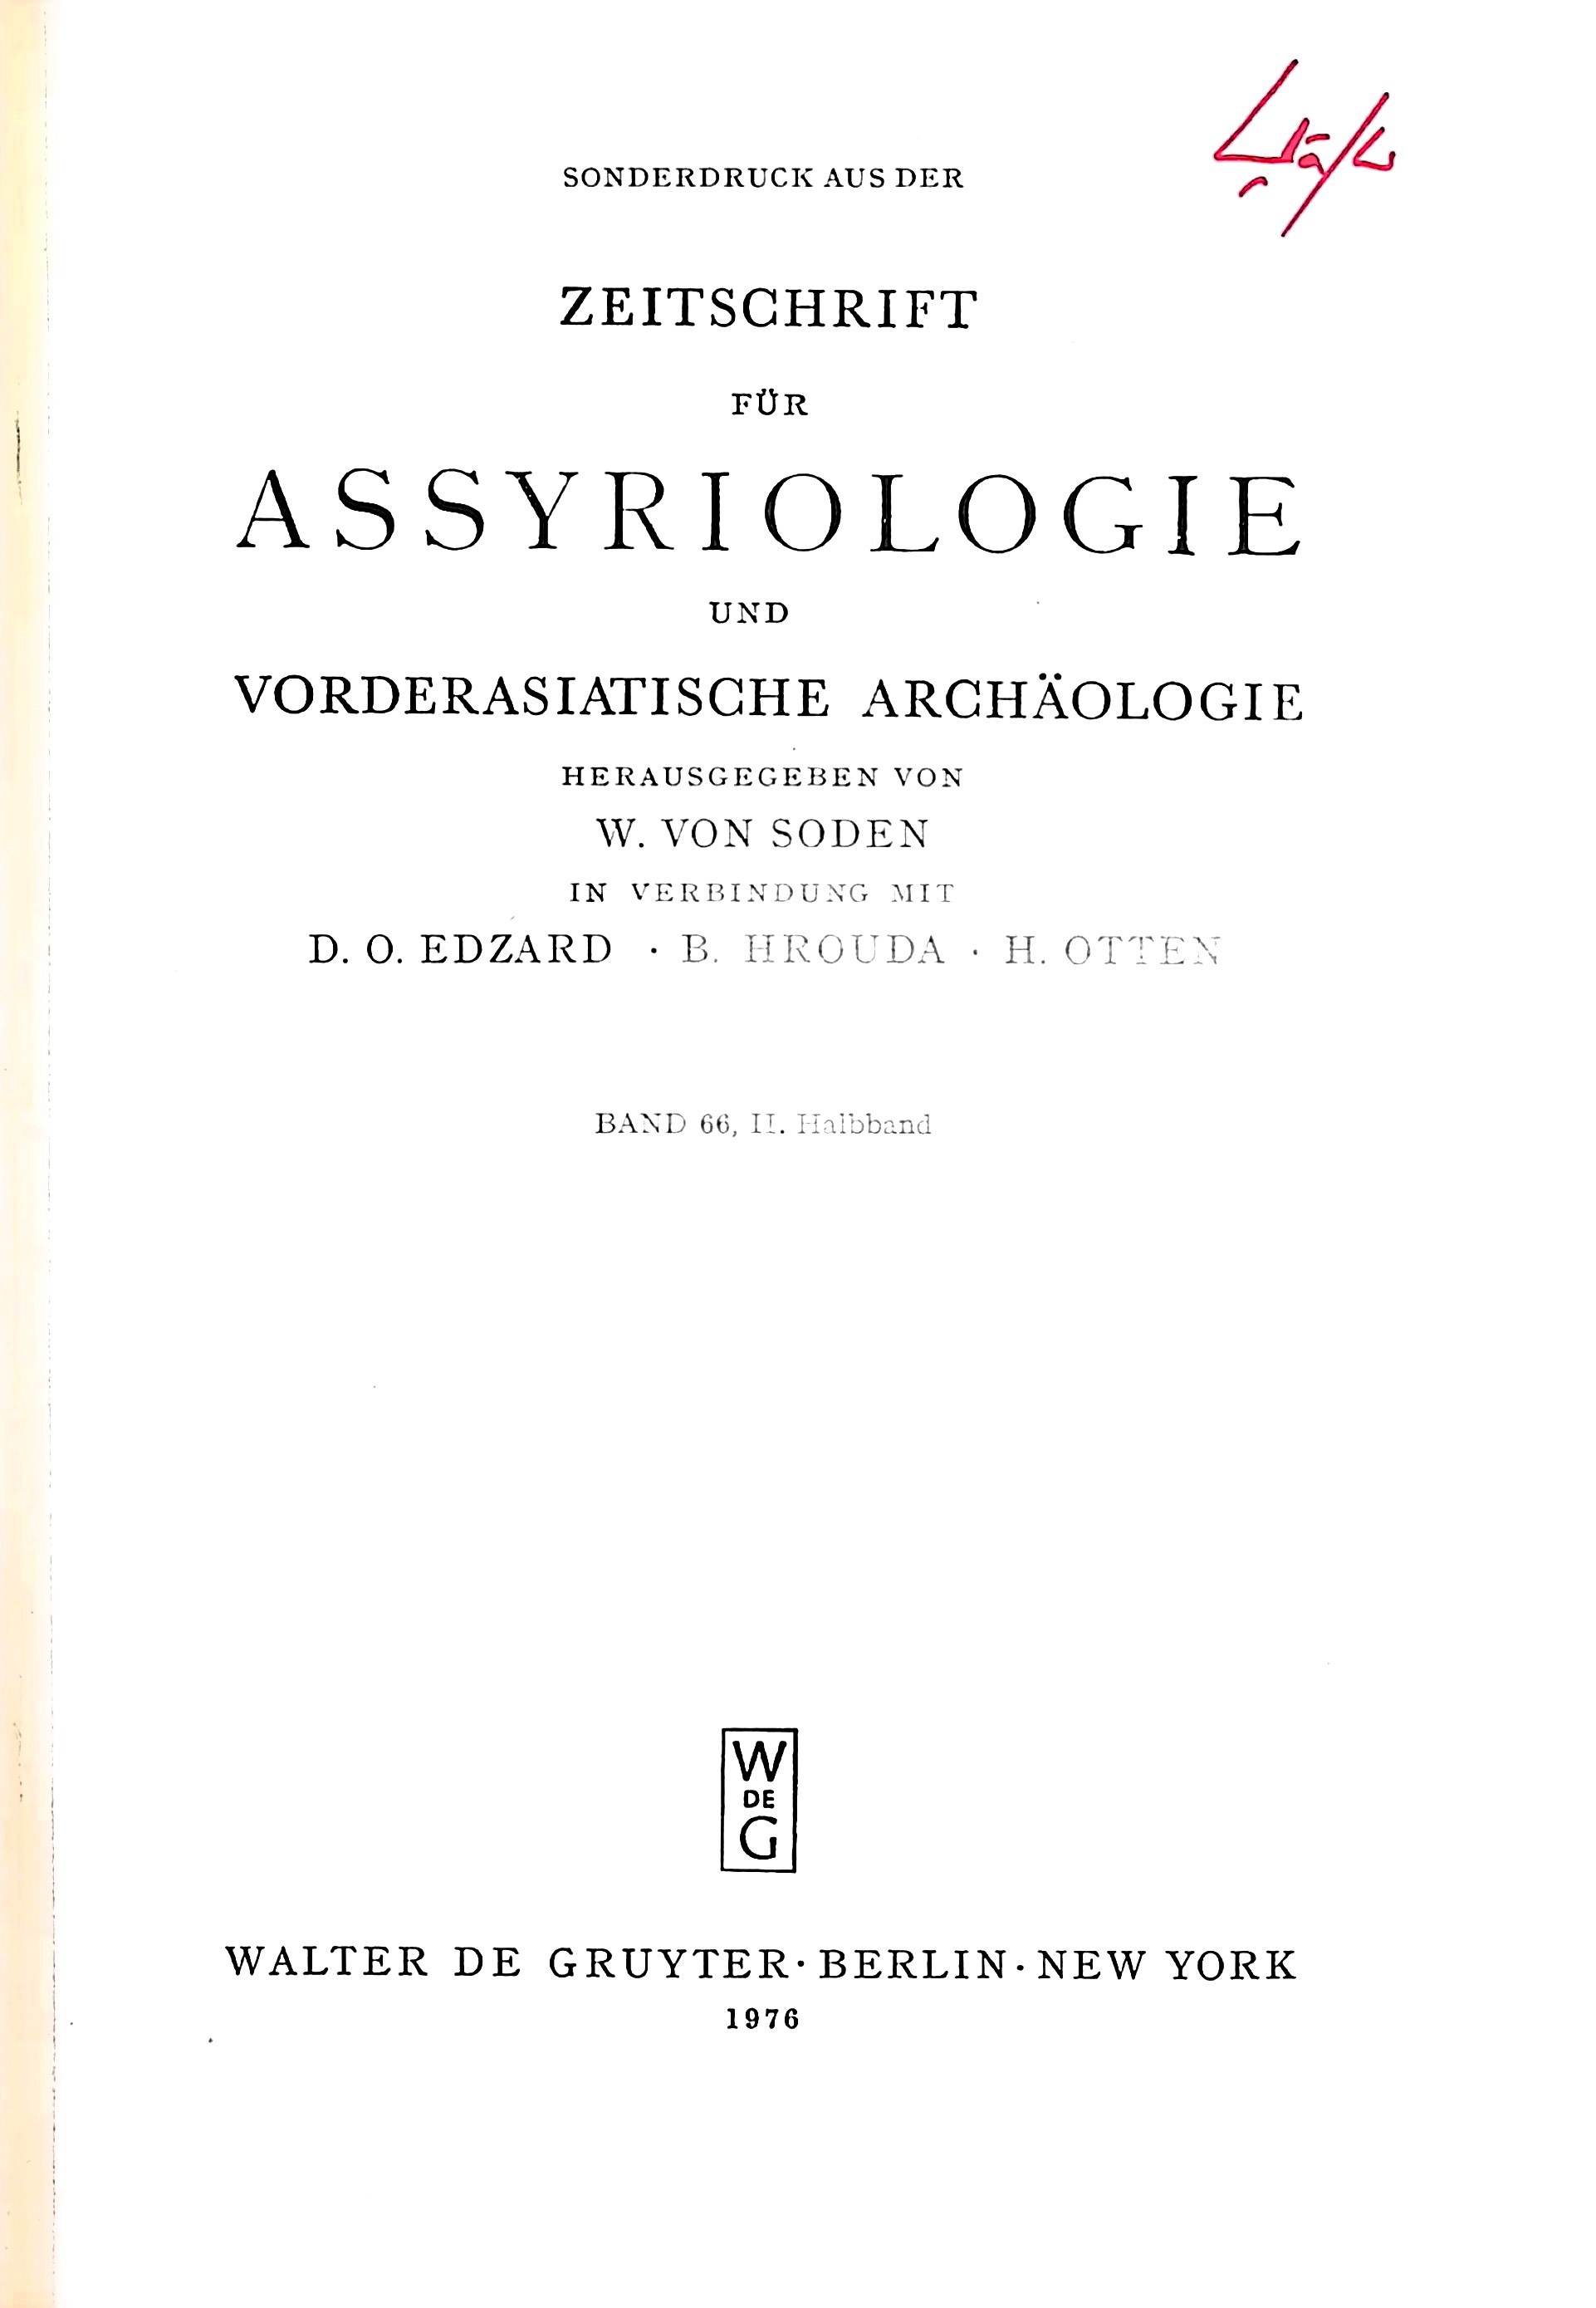 SONDERDRUCK AUS DER
ZEITSCHRIFT
FÜR
ASSYRIOLOGIE
UND
VORDERASIATISCHE ARCHÄOLOGIE
HERAUSGEGEBEN VON
W. VON SODEN
IN VERBINDUNG MIT
D. O. EDZARD · B. HROUDA · H. OTTEN
BAND 66, II. Halbband
W
DE
G
WALTER DE GRUYTER · BERLIN · NEW YORK
1976